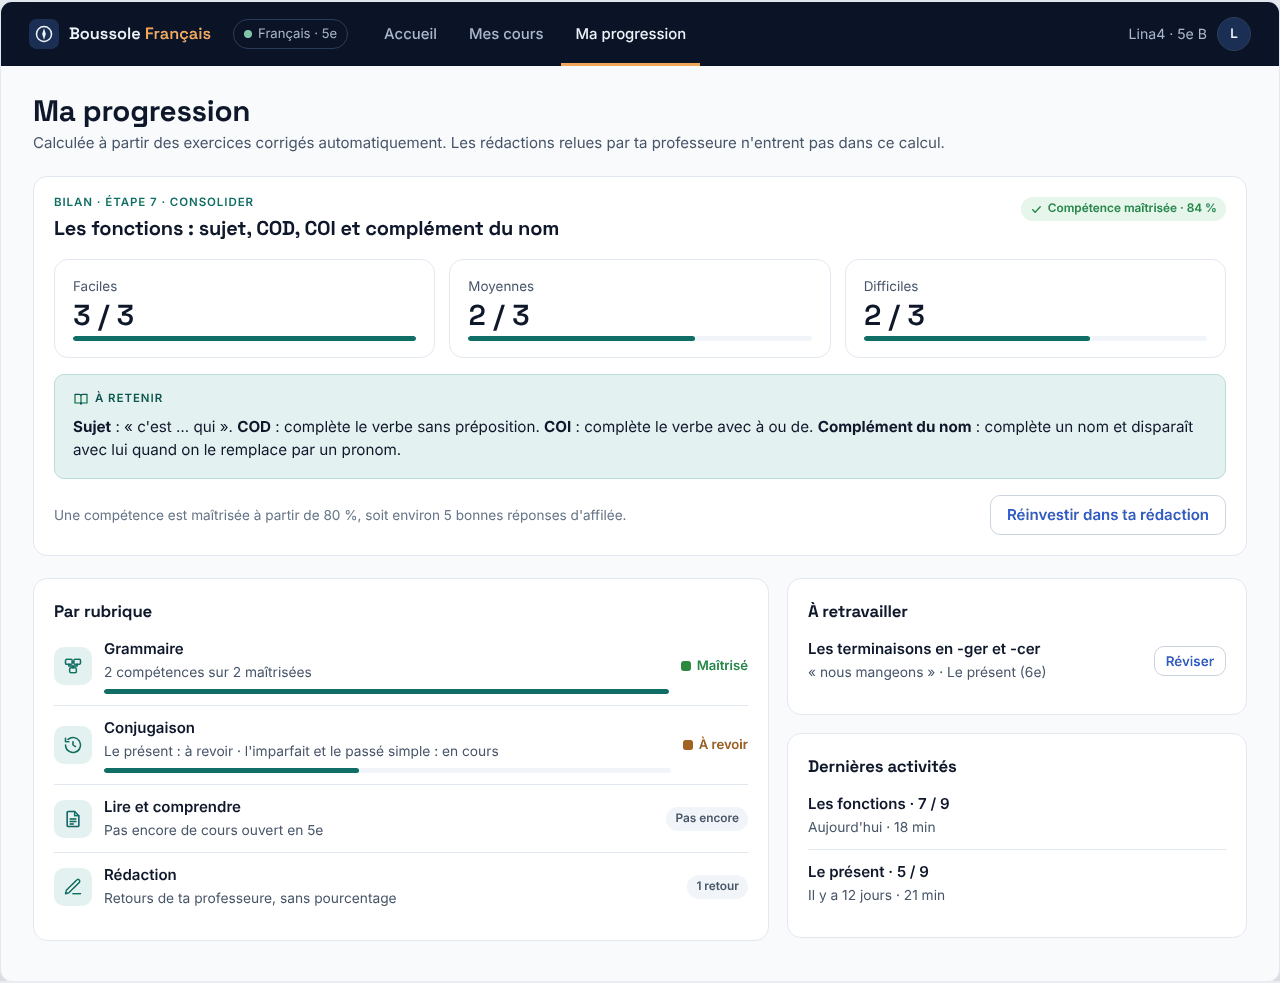 Boussole Français
Français · 5e
Accueil
Mes cours
Ma progression
Lina4 · 5e B
L
Ma progression
Calculée à partir des exercices corrigés automatiquement. Les rédactions relues par ta professeure n'entrent pas dans ce calcul.
BILAN · ÉTAPE 7 · CONSOLIDER
Les fonctions : sujet, COD, COI et complément du nom
Compétence maîtrisée · 84 %
Faciles
3 / 3
Moyennes
2 / 3
Difficiles
2 / 3
À RETENIR
Sujet : « c'est ... qui ». COD : complète le verbe sans préposition. COI : complète le verbe avec à ou de. Complément du nom : complète un nom et disparaît
avec lui quand on le remplace par un pronom.
Une compétence est maîtrisée à partir de 80 %, soit environ 5 bonnes réponses d'affilée.
Réinvestir dans ta rédaction
Par rubrique
Grammaire
2 compétences sur 2 maîtrisées
Maîtrisé
Conjugaison
Le présent : à revoir · l'imparfait et le passé simple : en cours
À revoir
Lire et comprendre
Pas encore de cours ouvert en 5e
Pas encore
Rédaction
Retours de ta professeure, sans pourcentage
1 retour
À retravailler
Les terminaisons en -ger et -cer
« nous mangeons » · Le présent (6e)
Réviser
Dernières activités
Les fonctions · 7 / 9
Aujourd'hui · 18 min
Le présent · 5 / 9
Il y a 12 jours · 21 min